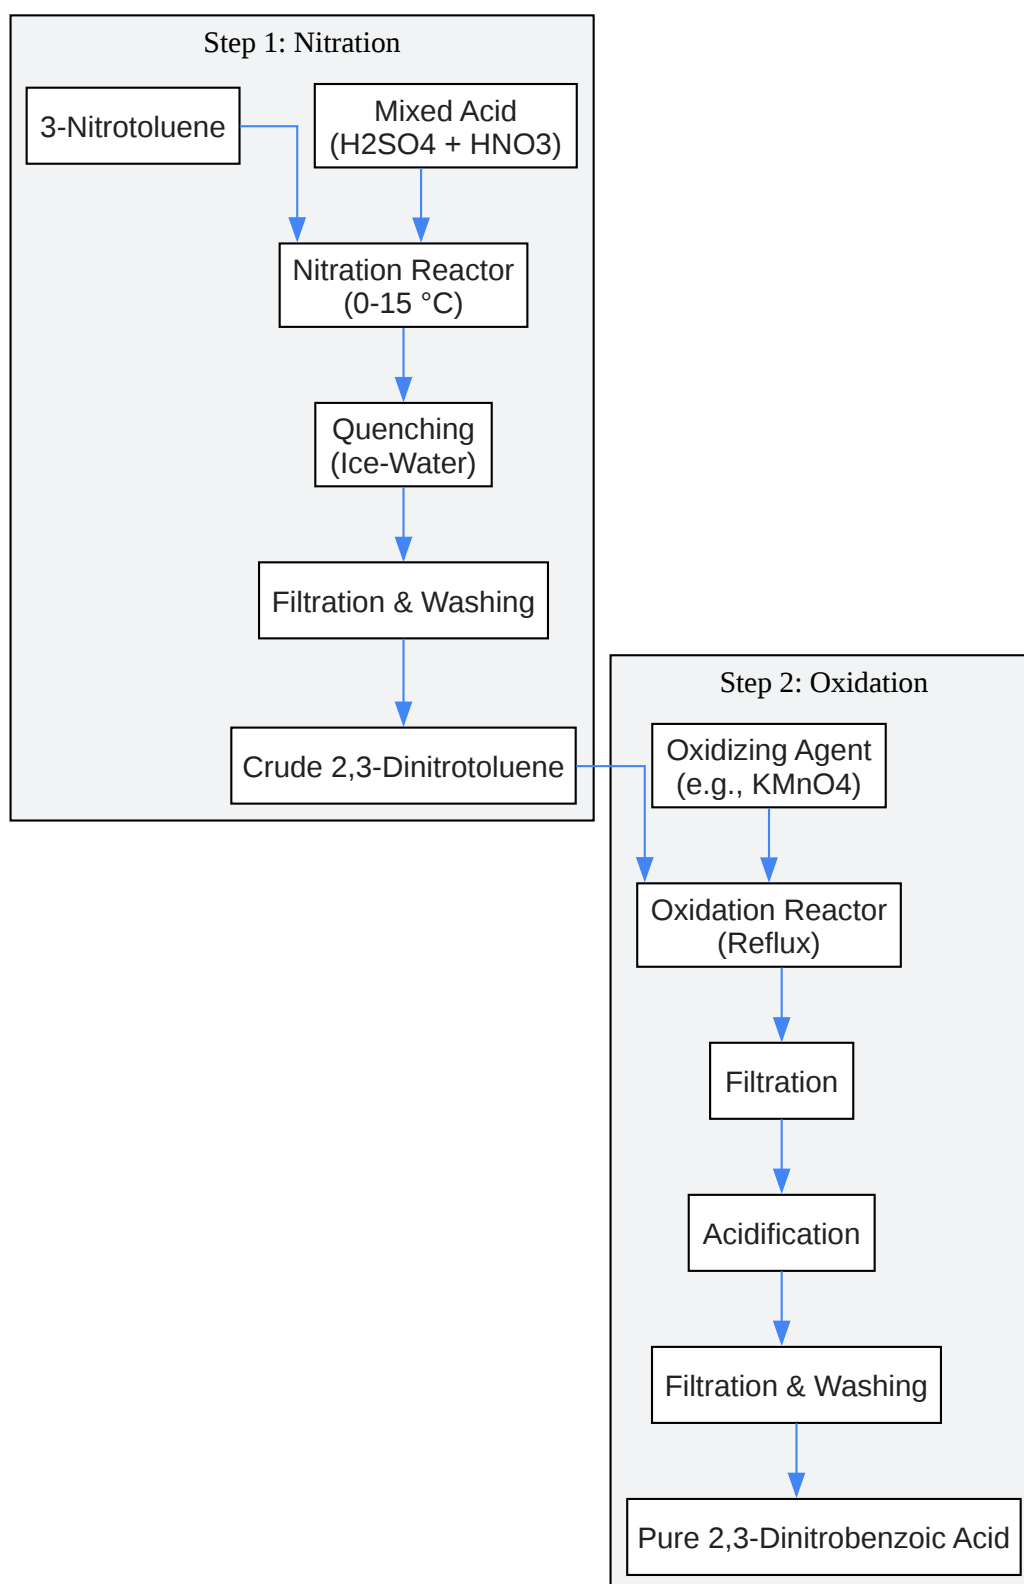 Step 1: Nitration
3-Nitrotoluene
Mixed Acid
(H2SO4 + HNO3)
Nitration Reactor
(0-15 °C)
Quenching
(Ice-Water)
Filtration & Washing
Crude 2,3-Dinitrotoluene
Step 2: Oxidation
Oxidizing Agent
(e.g., KMnO4)
Oxidation Reactor
(Reflux)
Filtration
Acidification
Filtration & Washing
Pure 2,3-Dinitrobenzoic Acid